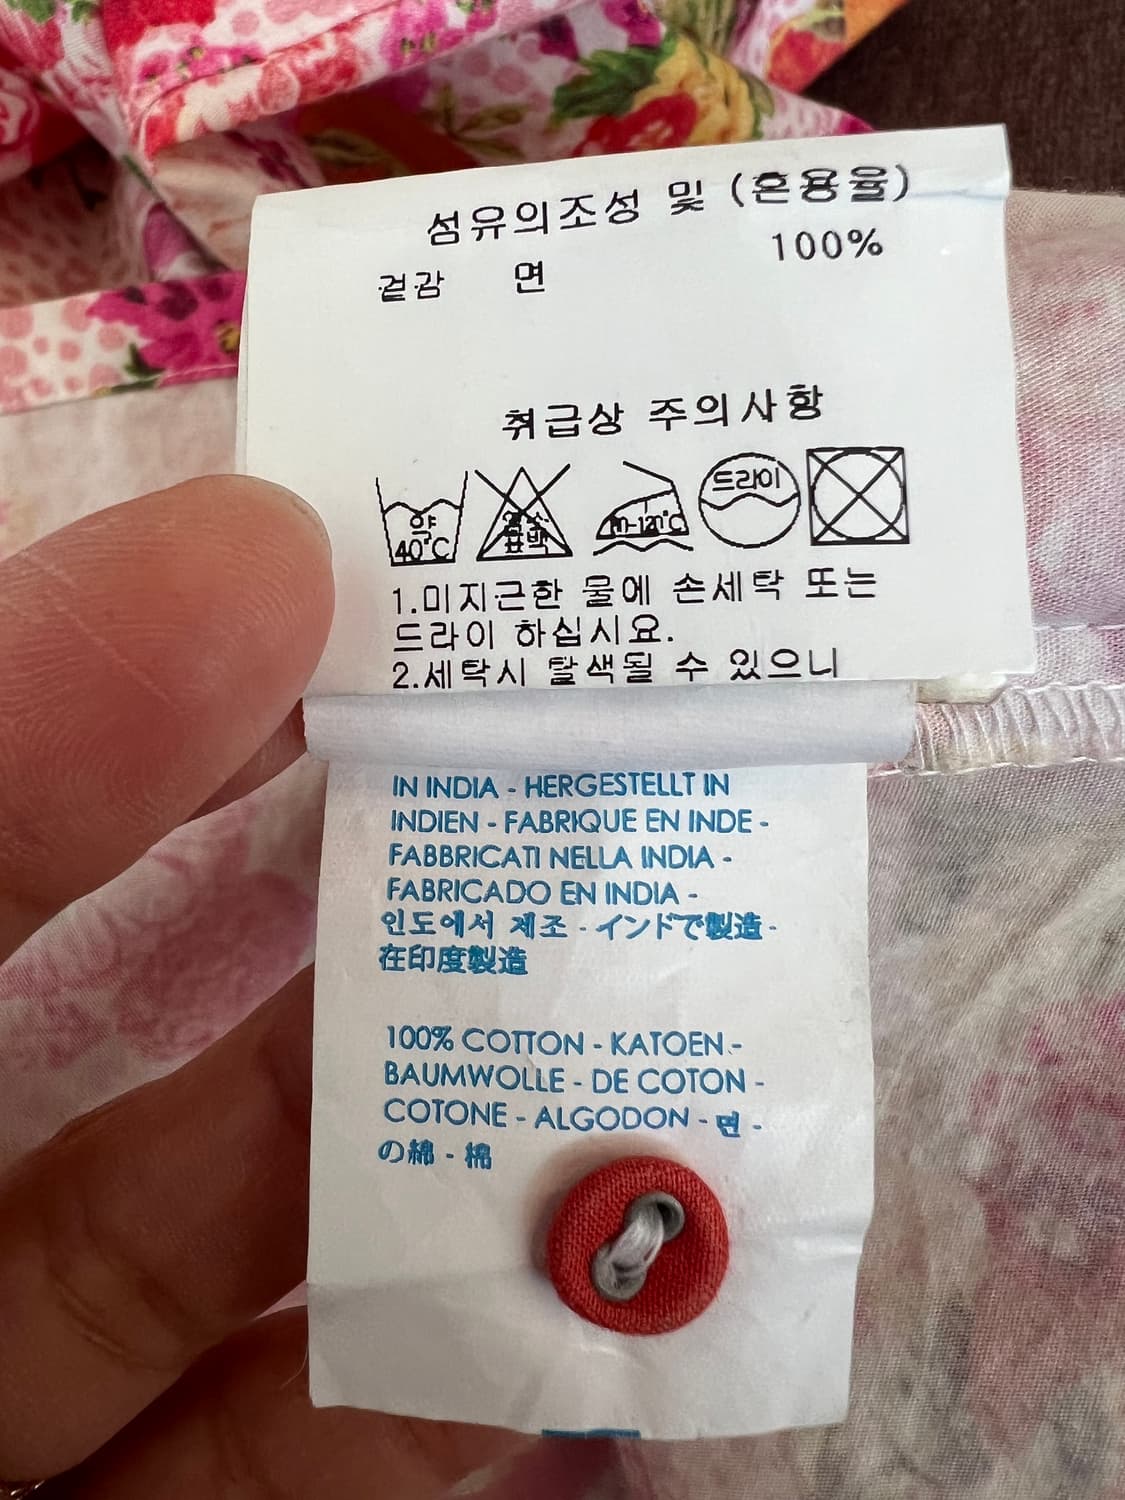 섬유의조성 및 (혼용율)
겉감 면 100%
취급상 주의사항
약 40°C 염소 표백 드라이
1.미지근한 물에 손세탁 또는
드라이 하십시요.
2.세탁시 탈색될 수 있으니
IN INDIA - HERGESTELLT IN
INDIEN - FABRIQUE EN INDE -
FABBRICATI NELLA INDIA -
FABRICADO EN INDIA -
인도에서 제조 - インドで製造 -
在印度製造
100% COTTON - KATOEN -
BAUMWOLLE - DE COTON -
COTONE - ALGODON - 면 -
の綿 - 棉